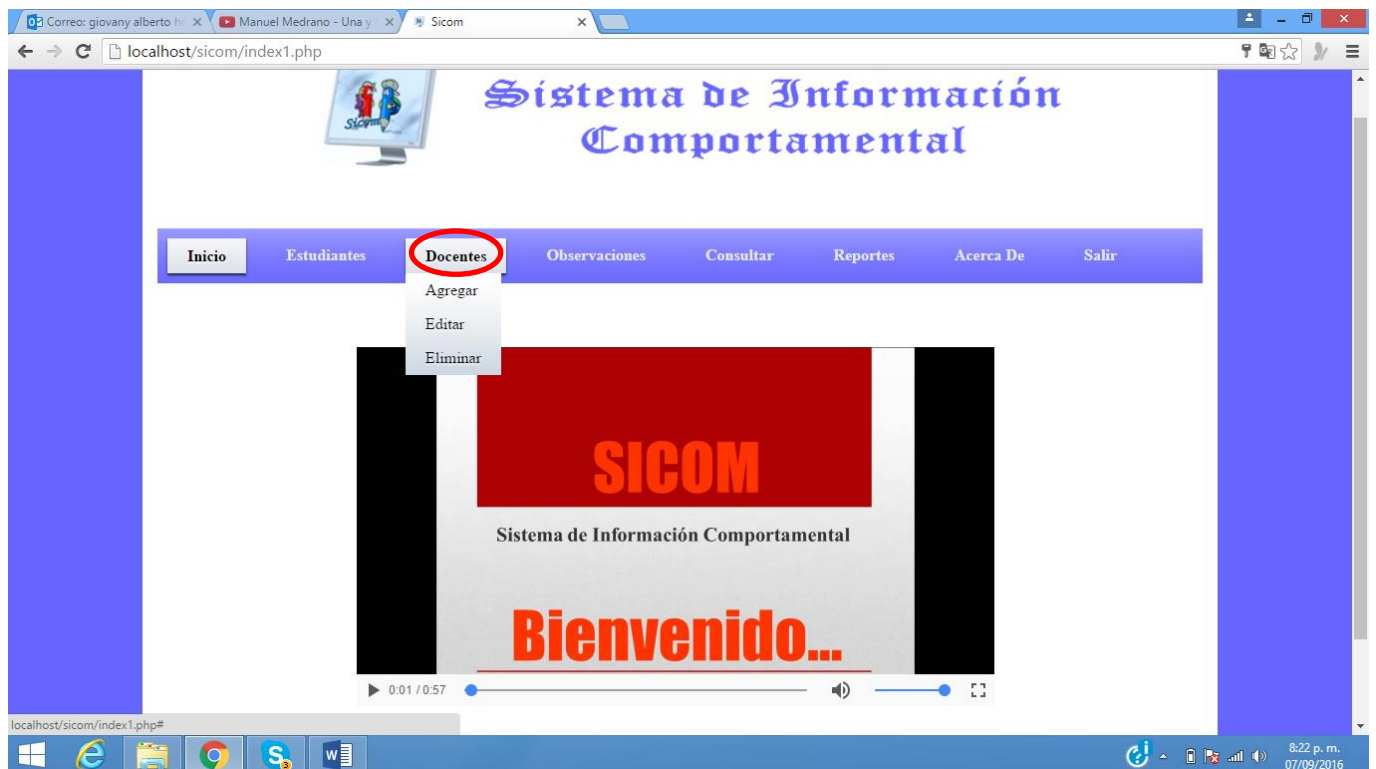 Correo: giovany alberto h
Manuel Medrano - Una y
Sicom
localhost/sicom/index1.php
Sicom
Sistema de Información
Comportamental
Inicio Estudiantes Docentes Observaciones Consultar Reportes Acerca De Salir
Agregar
Editar
Eliminar
SICOM
Sistema de Información Comportamental
Bienvenido...
0:01 / 0:57
localhost/sicom/index1.php#
8:22 p. m.
07/09/2016